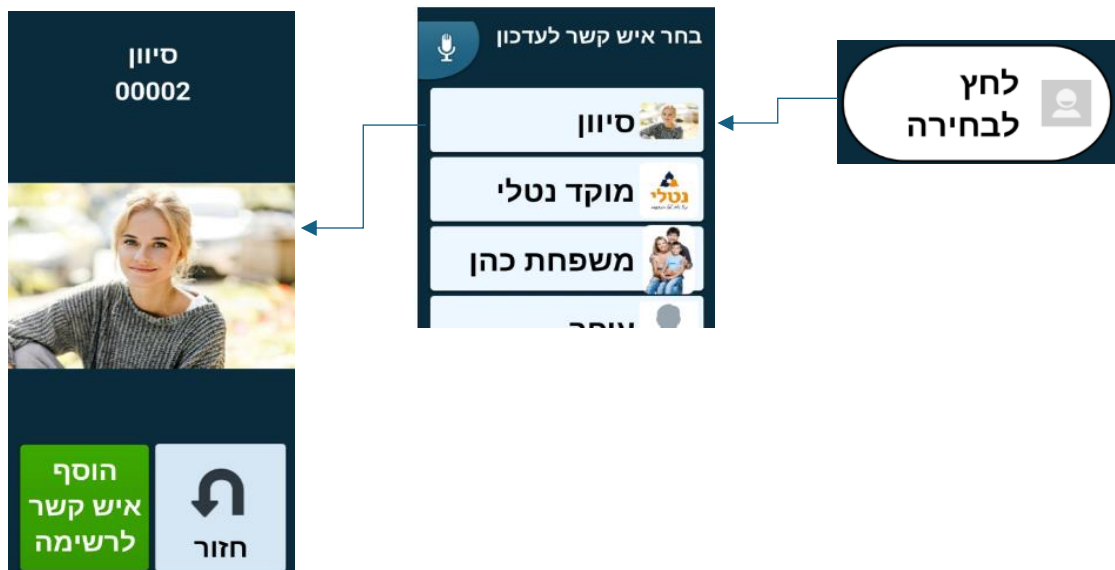 לחץ
לבחירה
בחר איש קשר לעדכון
סיוון
נטלי
מוקד נטלי
משפחת כהן
סיוון
00002
חזור
הוסף
איש קשר
לרשימה